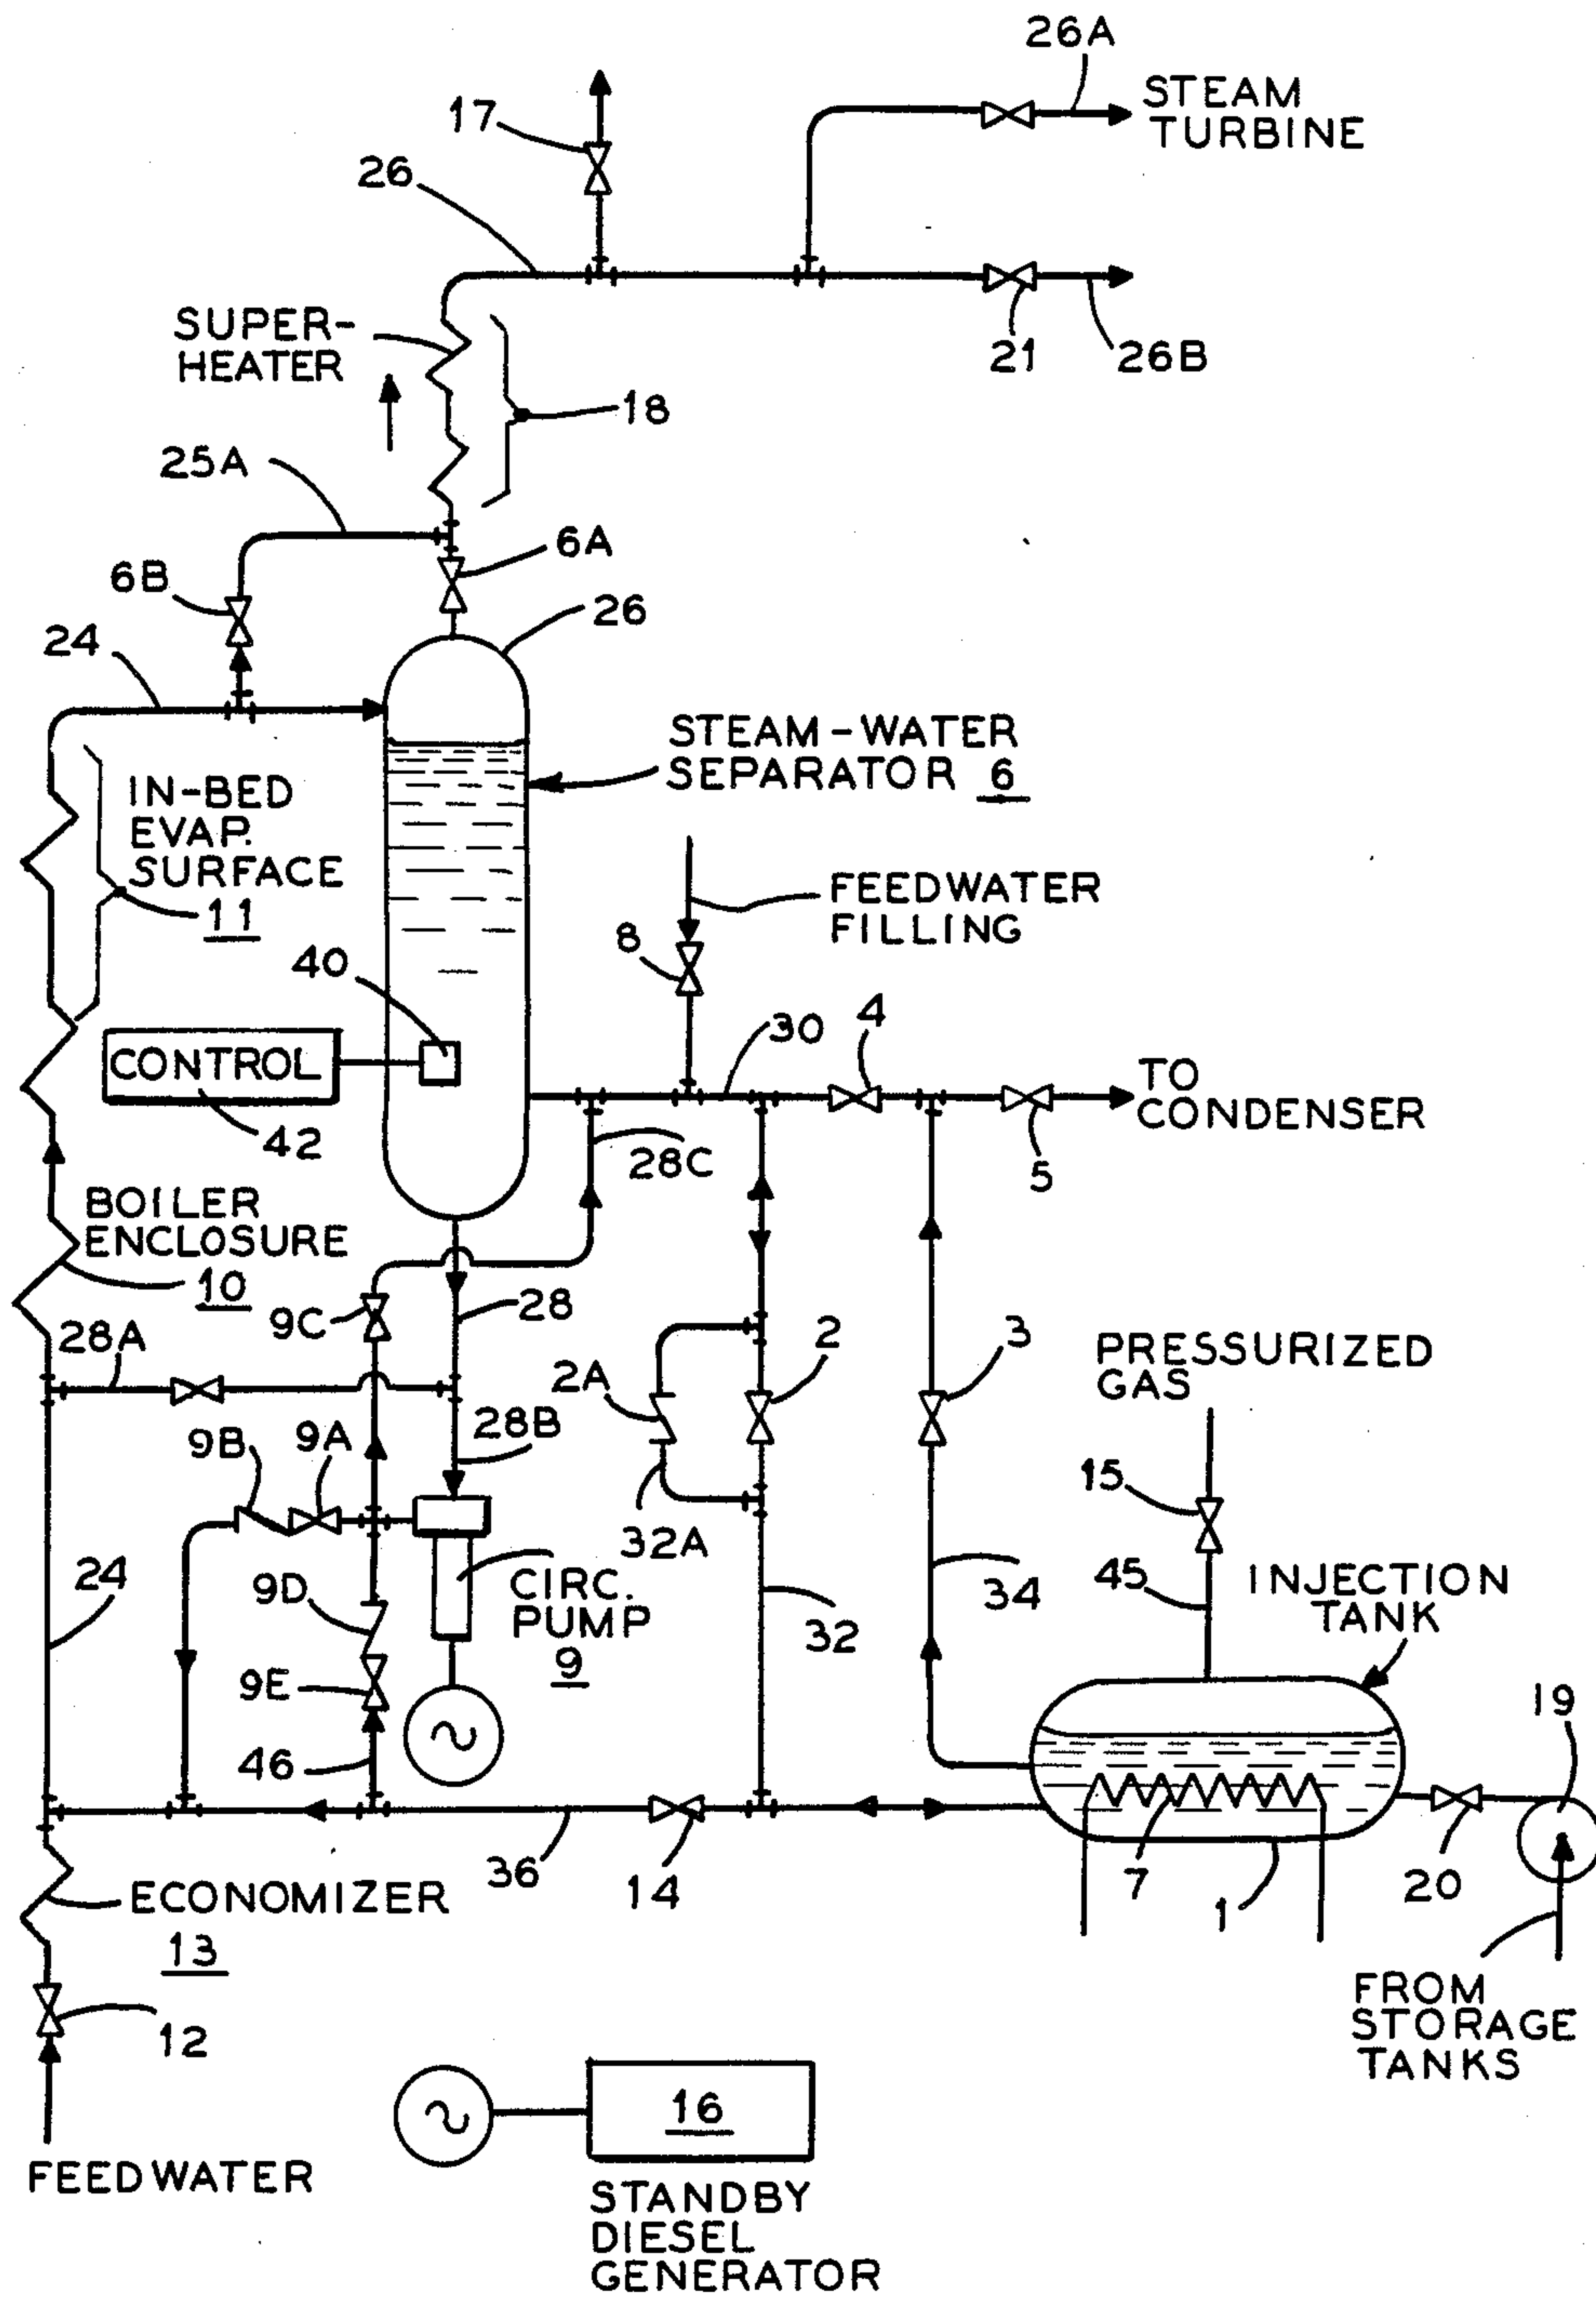 26A
STEAM
TURBINE
17
26
SUPER-
HEATER
21
26B
18
25A
6A
6B
26
24
STEAM-WATER
SEPARATOR 6
IN-BED
EVAP.
SURFACE
11
FEEDWATER
FILLING
8
40
4
30
CONTROL
TO
CONDENSER
42
28C
5
BOILER
ENCLOSURE
10
28
9C
2
3
28A
PRESSURIZED
GAS
2A
28B
9B
9A
15
32A
24
9D
CIRC.
PUMP
9
34
45
INJECTION
TANK
32
9E
19
46
36
14
7
1
20
ECONOMIZER
13
FROM
STORAGE
TANKS
12
16
FEEDWATER
STANDBY
DIESEL
GENERATOR